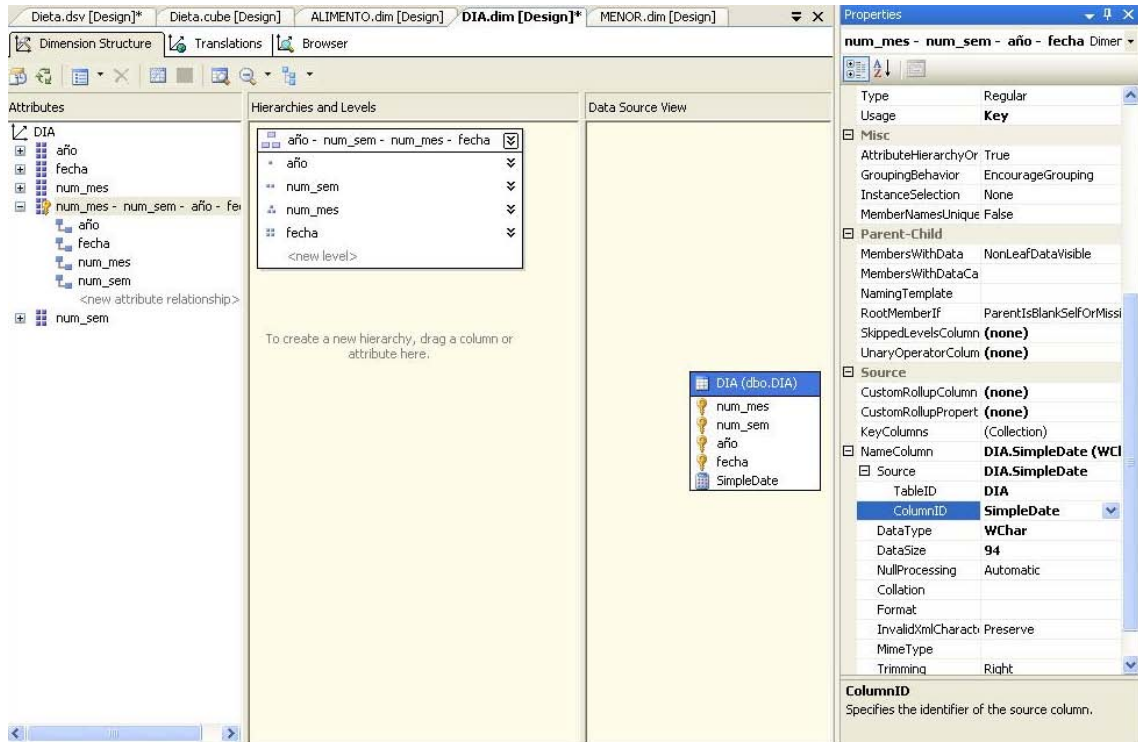 Dieta.dsv [Design]* Dieta.cube [Design] ALIMENTO.dim [Design] DIA.dim [Design]* MENOR.dim [Design]
Dimension Structure Translations Browser
Attributes
DIA
año
fecha
num_mes
num_mes - num_sem - año - fe
año
fecha
num_mes
num_sem
<new attribute relationship>
num_sem
Hierarchies and Levels
año - num_sem - num_mes - fecha
año
num_sem
num_mes
fecha
<new level>
To create a new hierarchy, drag a column or
attribute here.
Data Source View
DIA (dbo.DIA)
num_mes
num_sem
año
fecha
SimpleDate
Properties
num_mes - num_sem - año - fecha Dimer
Type Regular
Usage Key
Misc
AttributeHierarchyOr True
GroupingBehavior EncourageGrouping
InstanceSelection None
MemberNamesUnique False
Parent-Child
MembersWithData NonLeafDataVisible
MembersWithDataCa
NamingTemplate
RootMemberIf ParentIsBlankSelfOrMissi
SkippedLevelsColumn (none)
UnaryOperatorColum (none)
Source
CustomRollupColumn (none)
CustomRollupPropert (none)
KeyColumns (Collection)
NameColumn DIA.SimpleDate (WCl
Source DIA.SimpleDate
TableID DIA
ColumnID SimpleDate
DataType WChar
DataSize 94
NullProcessing Automatic
Collation
Format
InvalidXmlCharact Preserve
MimeType
Trimming Right
ColumnID
Specifies the identifier of the source column.